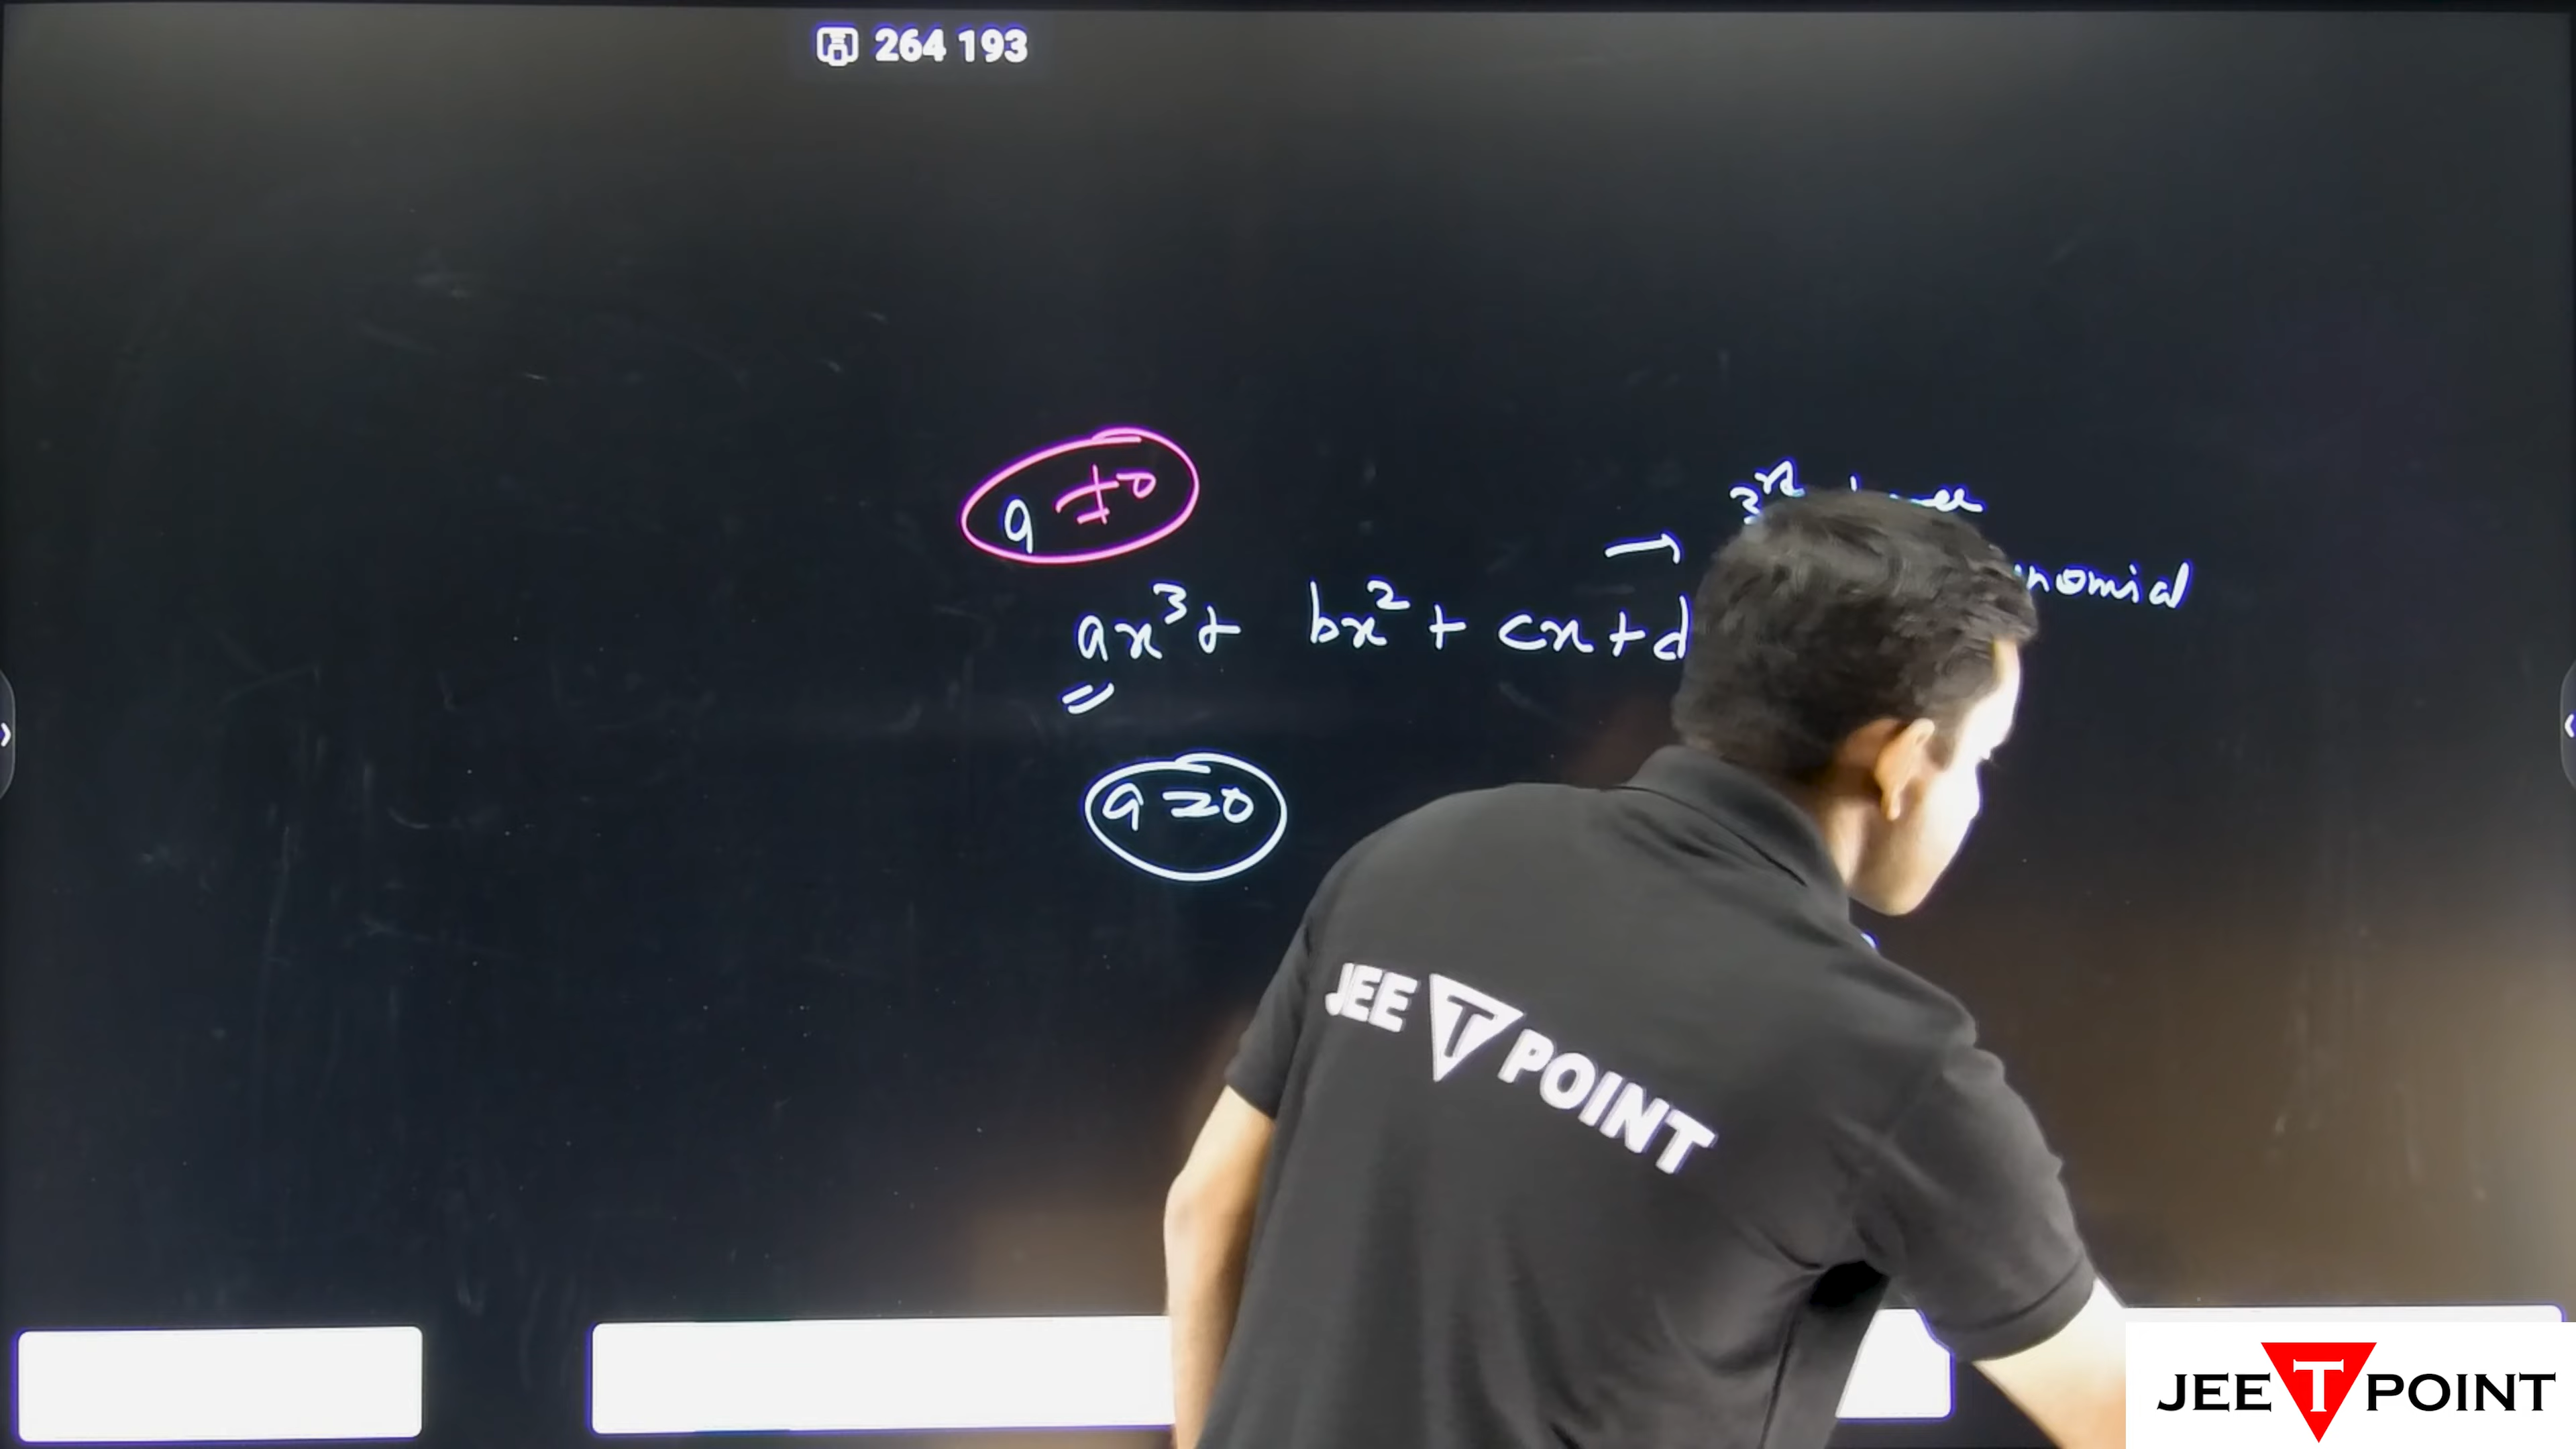 264 193
a ≠ 0
3rd
→
nomial
ax³ + bx² + cx + d
=
a = 0
JEE T POINT
JEE T POINT